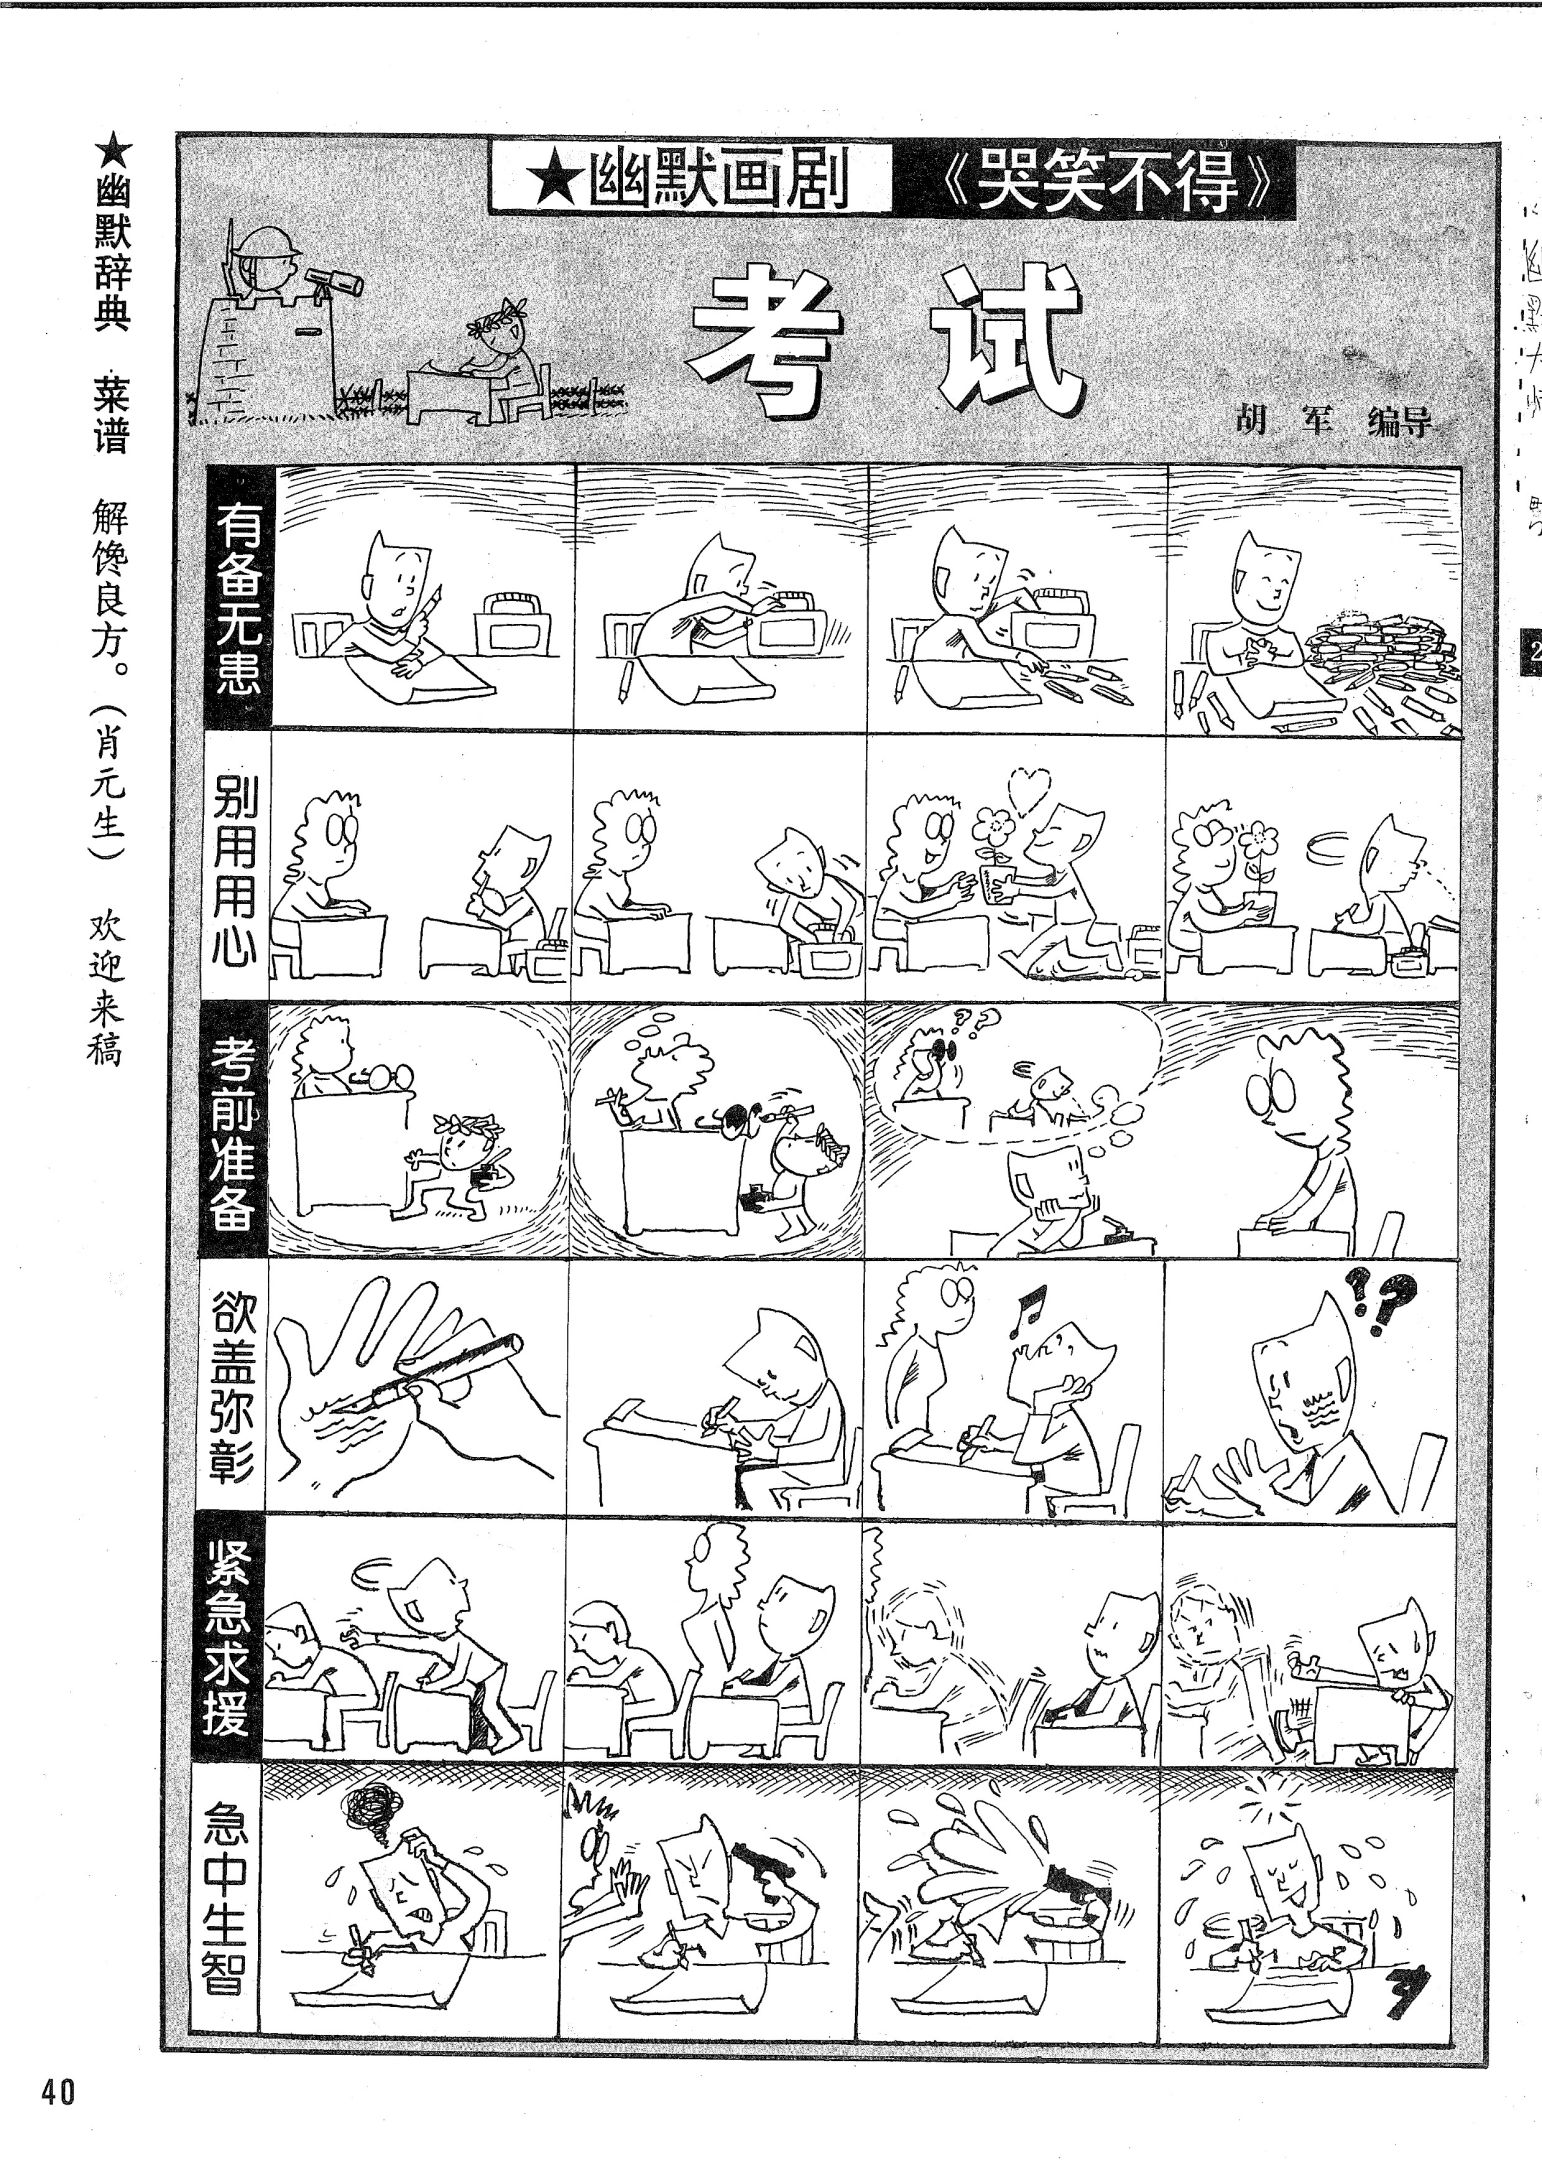 ★幽默画剧 《哭笑不得》
考试
胡军 编导
有备无患
别用用心
考前准备
欲盖弥彰
紧急求援
急中生智
★幽默辞典 菜谱 解馋良方。(肖元生) 欢迎来稿
40